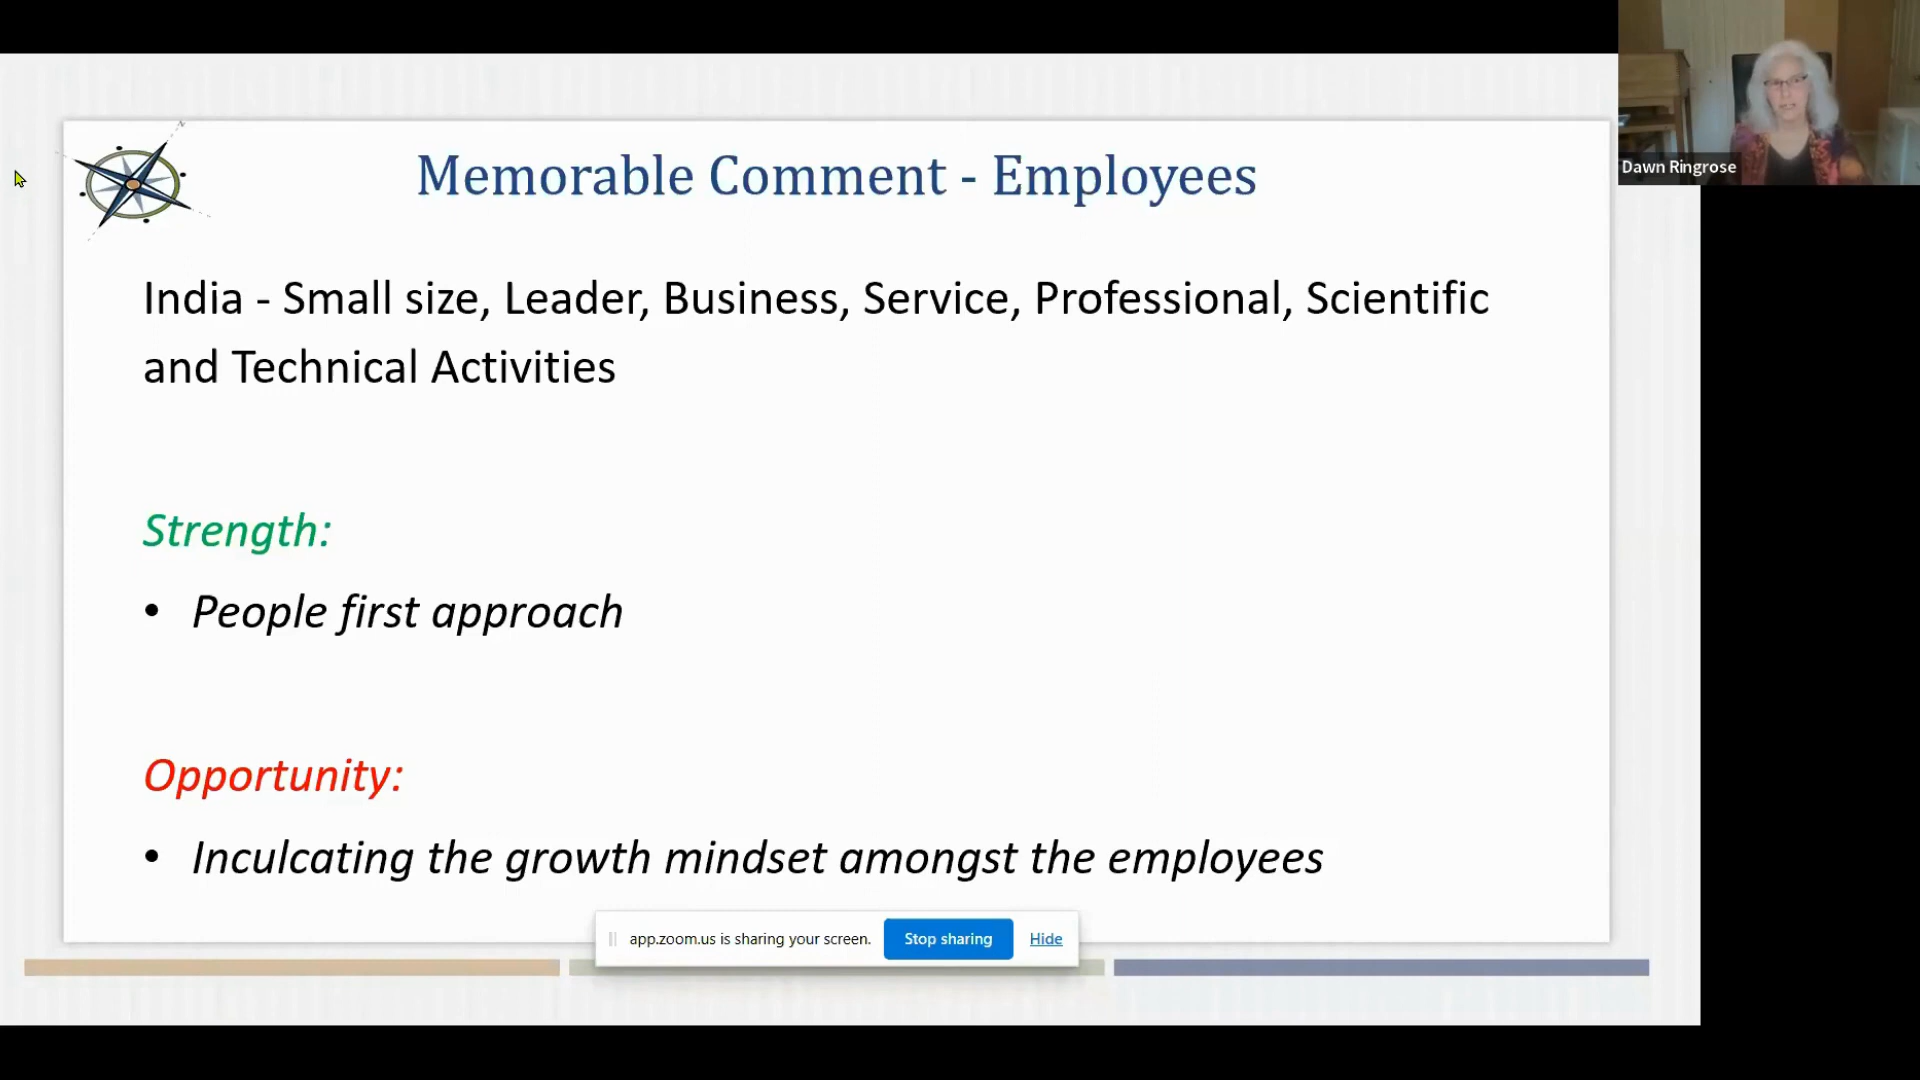 Memorable Comment - Employees
Dawn Ringrose
India - Small size, Leader, Business, Service, Professional, Scientific
and Technical Activities
Strength:
• People first approach
Opportunity:
• Inculcating the growth mindset amongst the employees
app.zoom.us is sharing your screen.
Stop sharing
Hide